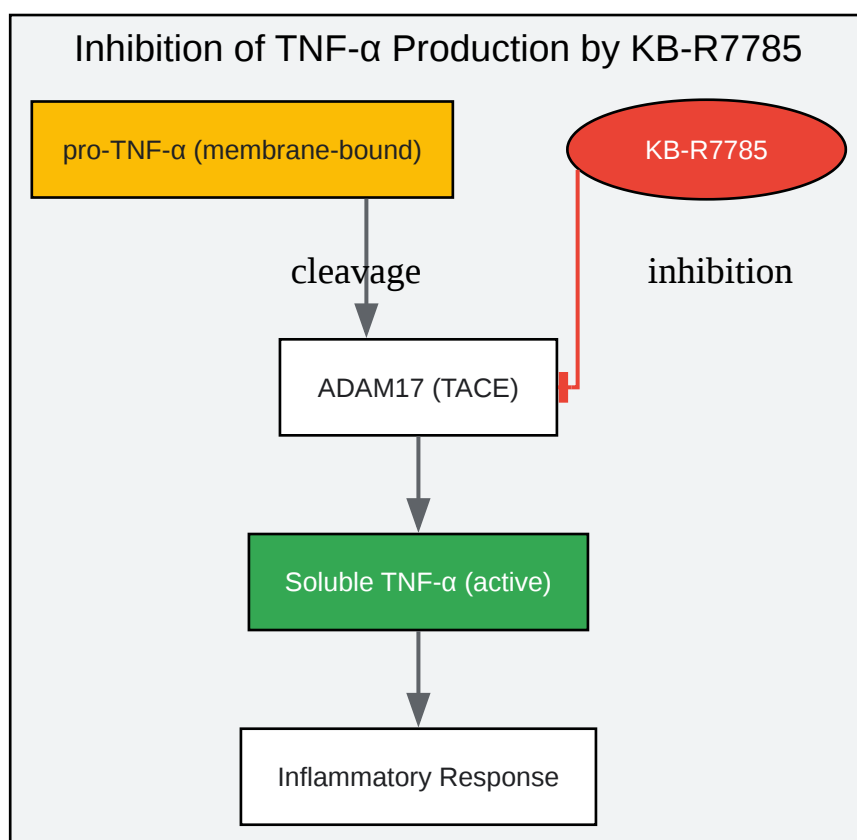 Inhibition of TNF-α Production by KB-R7785
pro-TNF-α (membrane-bound)
KB-R7785
cleavage
inhibition
ADAM17 (TACE)
Soluble TNF-α (active)
Inflammatory Response